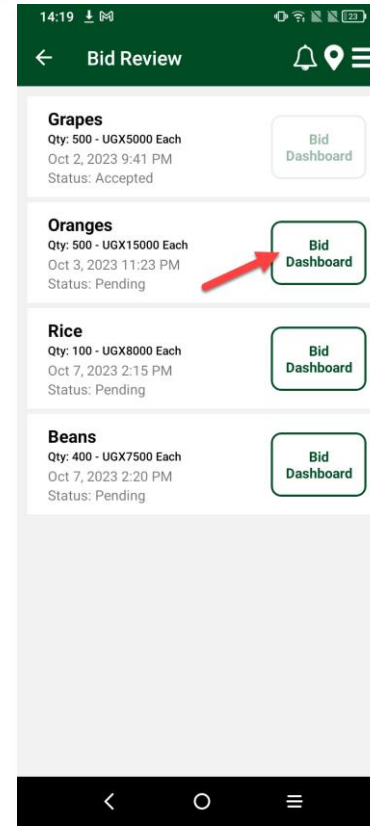 14:19
23
Bid Review
Grapes
Qty: 500 - UGX5000 Each
Oct 2, 2023 9:41 PM
Status: Accepted
Bid
Dashboard
Oranges
Qty: 500 - UGX15000 Each
Oct 3, 2023 11:23 PM
Status: Pending
Bid
Dashboard
Rice
Qty: 100 - UGX8000 Each
Oct 7, 2023 2:15 PM
Status: Pending
Bid
Dashboard
Beans
Qty: 400 - UGX7500 Each
Oct 7, 2023 2:20 PM
Status: Pending
Bid
Dashboard